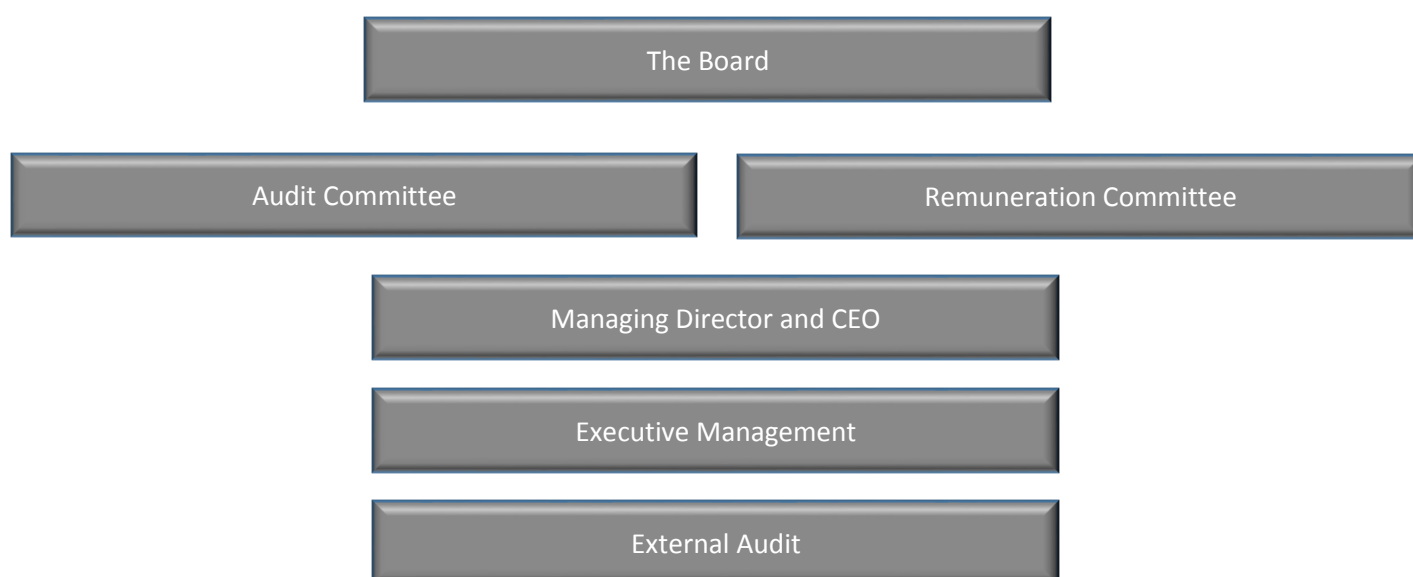 The Board
Audit Committee
Remuneration Committee
Managing Director and CEO
Executive Management
External Audit